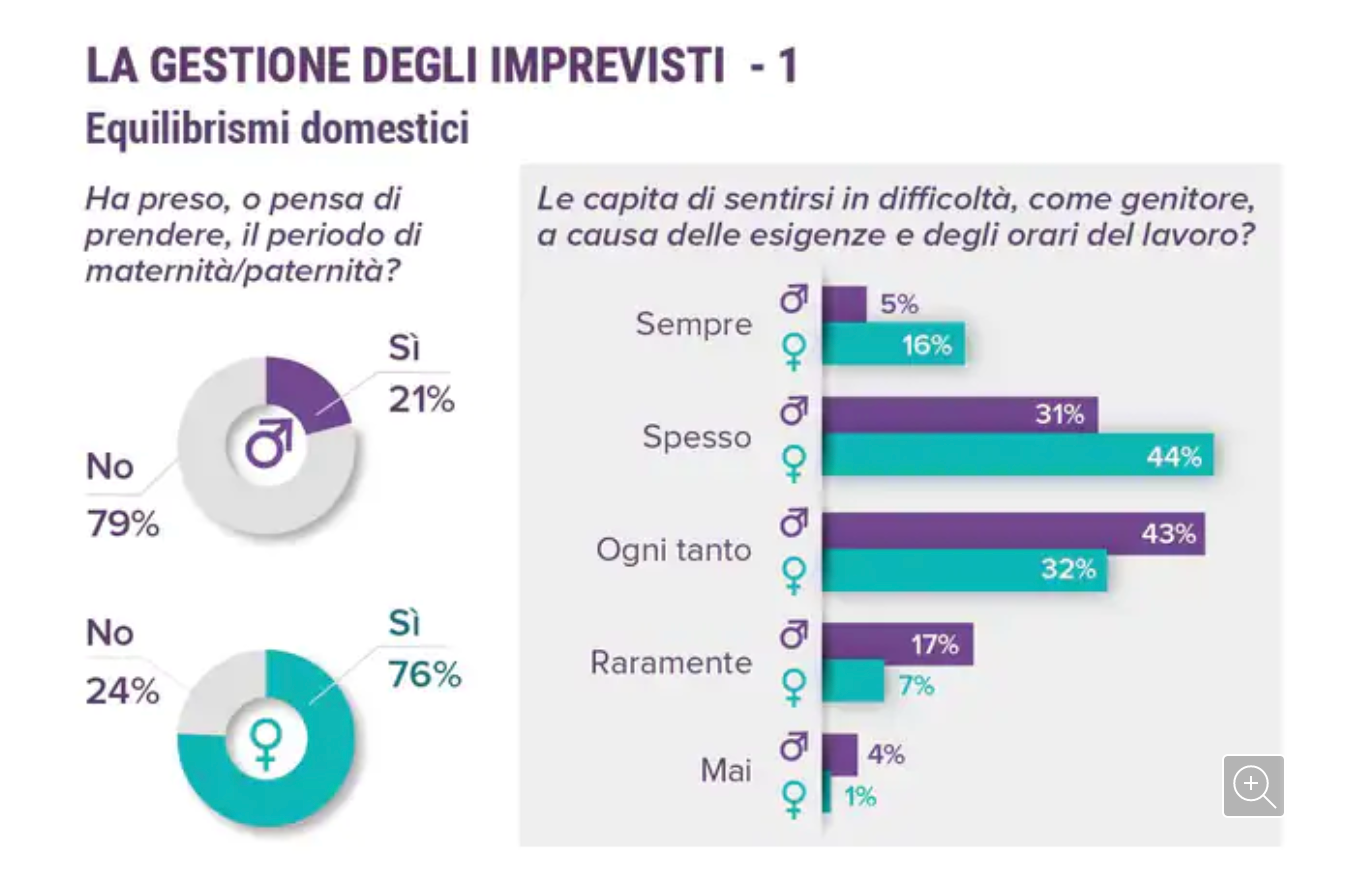 LA GESTIONE DEGLI IMPREVISTI - 1
Equilibrismi domestici
Ha preso, o pensa di
prendere, il periodo di
maternità/paternità?
Sì
21%
No
79%
No
24%
Sì
76%
Le capita di sentirsi in difficoltà, come genitore,
a causa delle esigenze e degli orari del lavoro?
Sempre
5%
16%
Spesso
31%
44%
Ogni tanto
43%
32%
Raramente
17%
7%
Mai
4%
1%